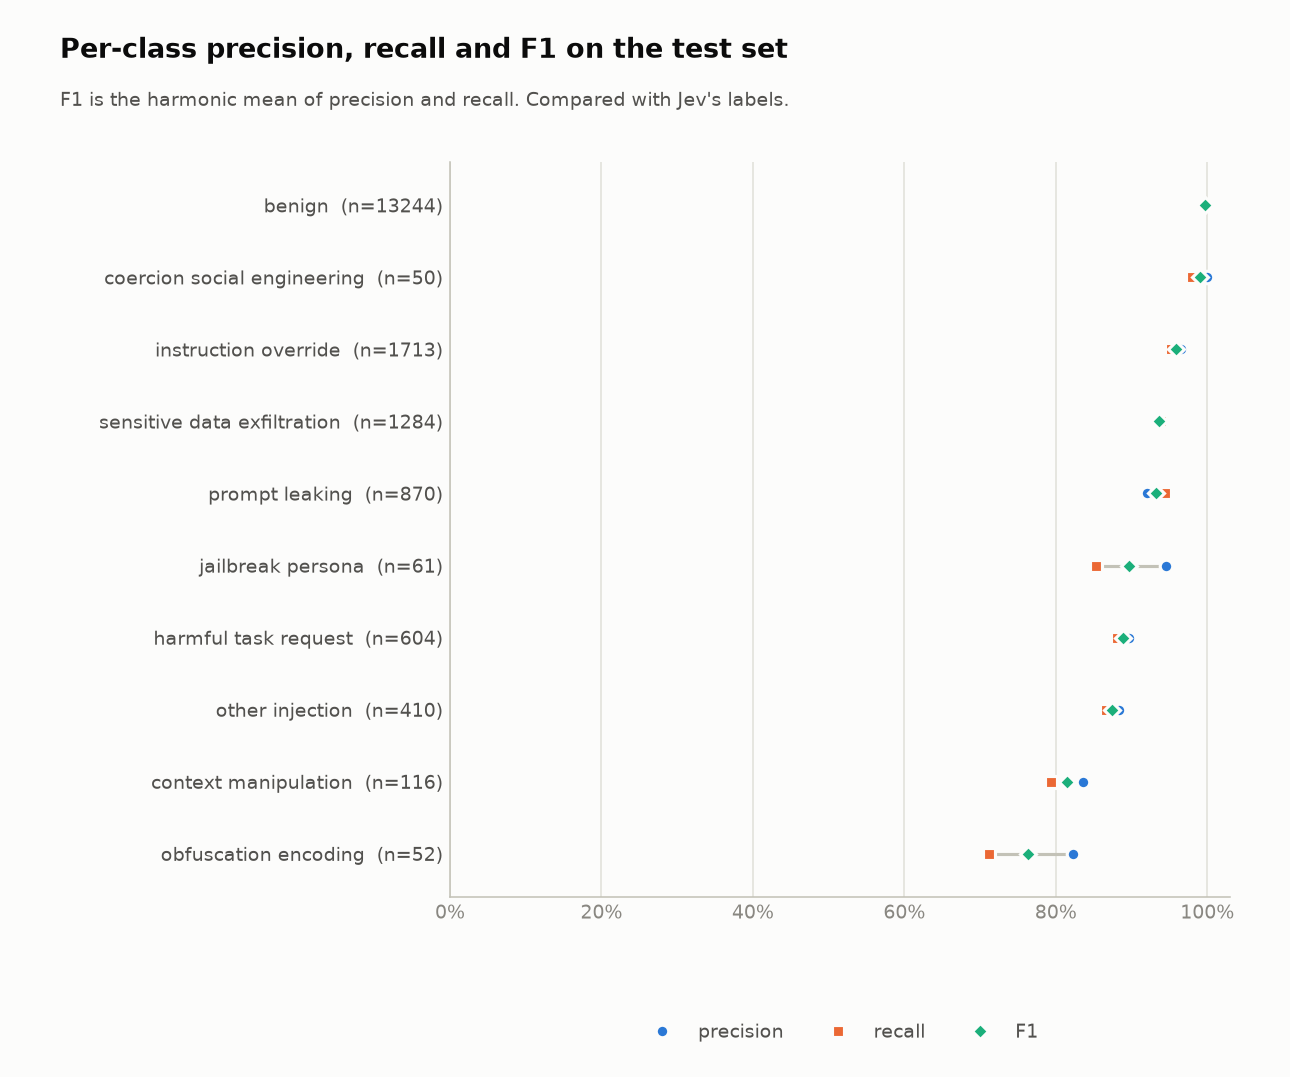 Per-class precision, recall and F1 on the test set
F1 is the harmonic mean of precision and recall. Compared with Jev's labels.
benign (n=13244)
coercion social engineering (n=50)
instruction override (n=1713)
sensitive data exfiltration (n=1284)
prompt leaking (n=870)
jailbreak persona (n=61)
harmful task request (n=604)
other injection (n=410)
context manipulation (n=116)
obfuscation encoding (n=52)
0% 20% 40% 60% 80% 100%
precision recall F1